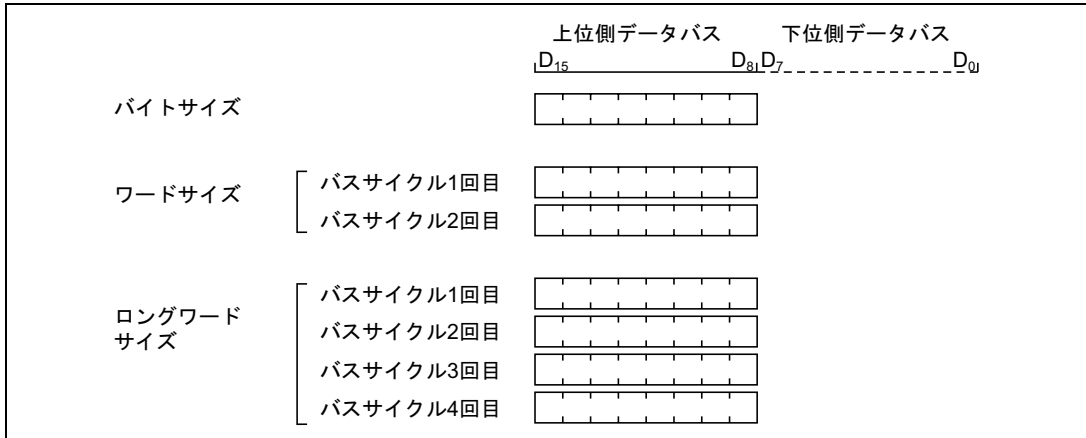 上位側データバス 下位側データバス
D15 D8 D7 D0
バイトサイズ
ワードサイズ
バスサイクル1回目
バスサイクル2回目
ロングワード
サイズ
バスサイクル1回目
バスサイクル2回目
バスサイクル3回目
バスサイクル4回目